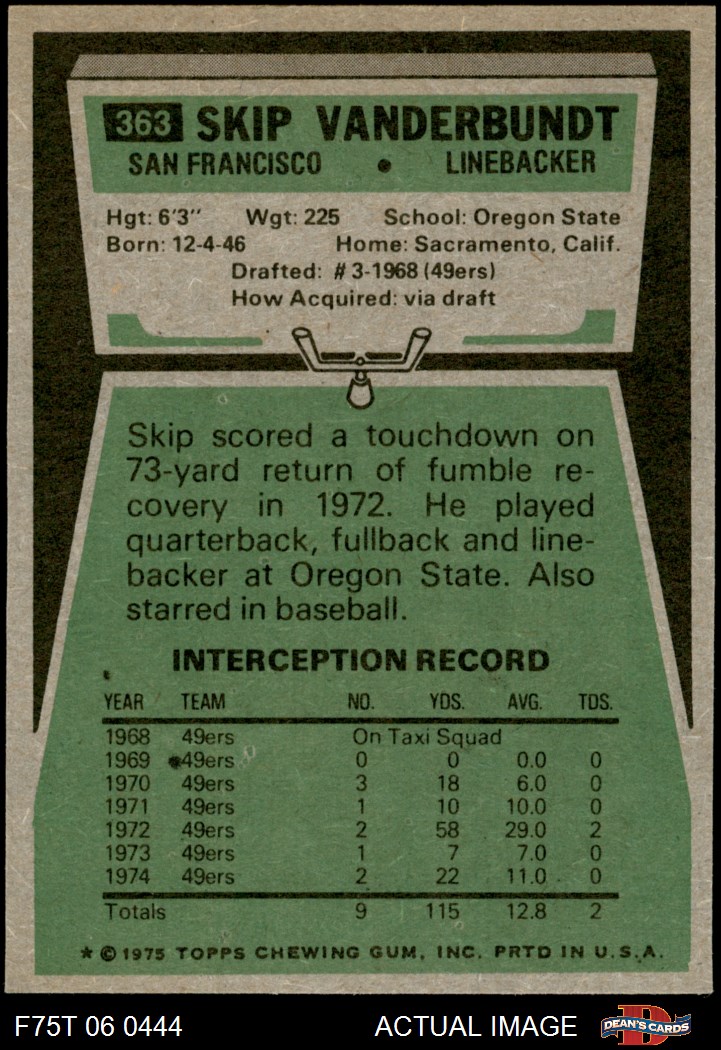 363 SKIP VANDERBUNDT
SAN FRANCISCO • LINEBACKER
Hgt: 6'3" Wgt: 225 School: Oregon State
Born: 12-4-46 Home: Sacramento, Calif.
Drafted: #3-1968 (49ers)
How Acquired: via draft
Skip scored a touchdown on
73-yard return of fumble re-
covery in 1972. He played
quarterback, fullback and line-
backer at Oregon State. Also
starred in baseball.
INTERCEPTION RECORD
YEAR TEAM NO. YDS. AVG. TDS.
1968 49ers On Taxi Squad
1969 49ers 0 0 0.0 0
1970 49ers 3 18 6.0 0
1971 49ers 1 10 10.0 0
1972 49ers 2 58 29.0 2
1973 49ers 1 7 7.0 0
1974 49ers 2 22 11.0 0
Totals 9 115 12.8 2
* © 1975 TOPPS CHEWING GUM, INC. PRTD IN U.S.A.
F75T 06 0444 ACTUAL IMAGE D DEAN'S CARDS